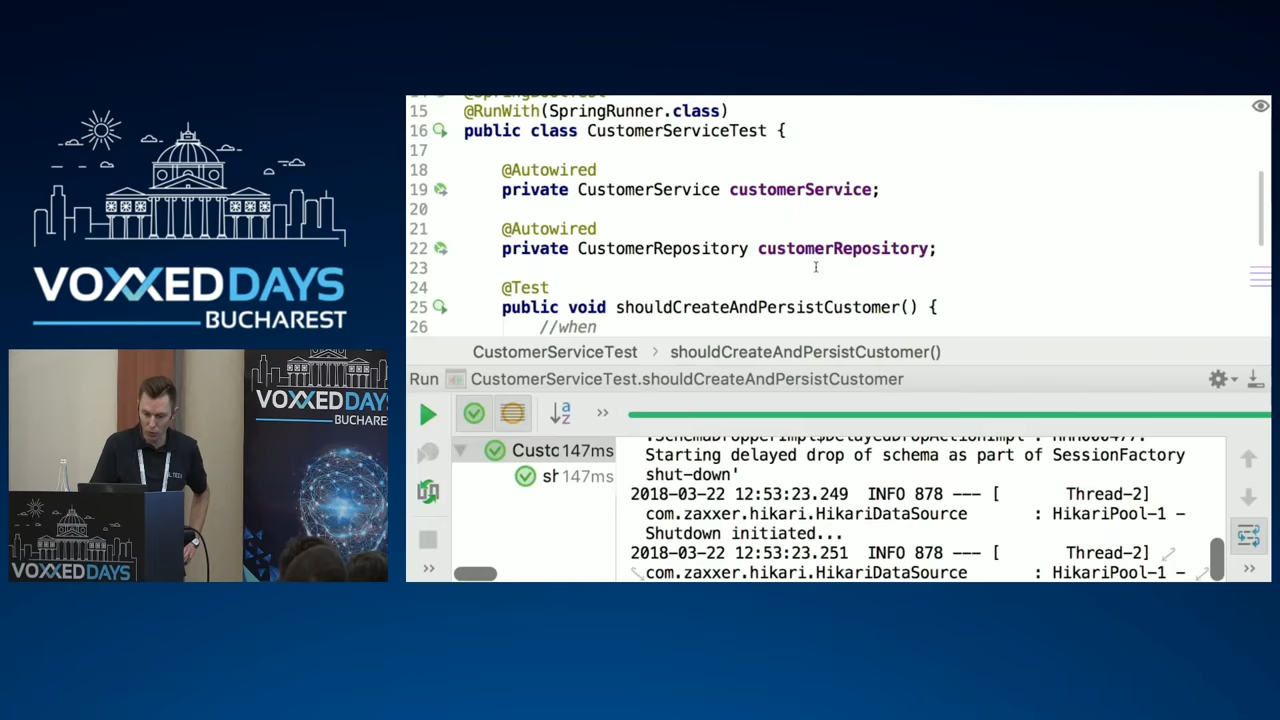 VOXXED DAYS
BUCHAREST
15 @RunWith(SpringRunner.class)
16 public class CustomerServiceTest {
17
18 @Autowired
19 private CustomerService customerService;
20
21 @Autowired
22 private CustomerRepository customerRepository;
23
24 @Test
25 public void shouldCreateAndPersistCustomer() {
26 //when
CustomerServiceTest > shouldCreateAndPersistCustomer()
Run CustomerServiceTest.shouldCreateAndPersistCustomer
Custo 147ms
sh 147ms
Starting delayed drop of schema as part of SessionFactory
shut-down'
2018-03-22 12:53:23.249 INFO 878 --- [ Thread-2]
com.zaxxer.hikari.HikariDataSource : HikariPool-1 -
Shutdown initiated...
2018-03-22 12:53:23.251 INFO 878 --- [ Thread-2]
com.zaxxer.hikari.HikariDataSource : HikariPool-1 -
VOXXED DAYS
BUCHARE
VOXXED DAYS